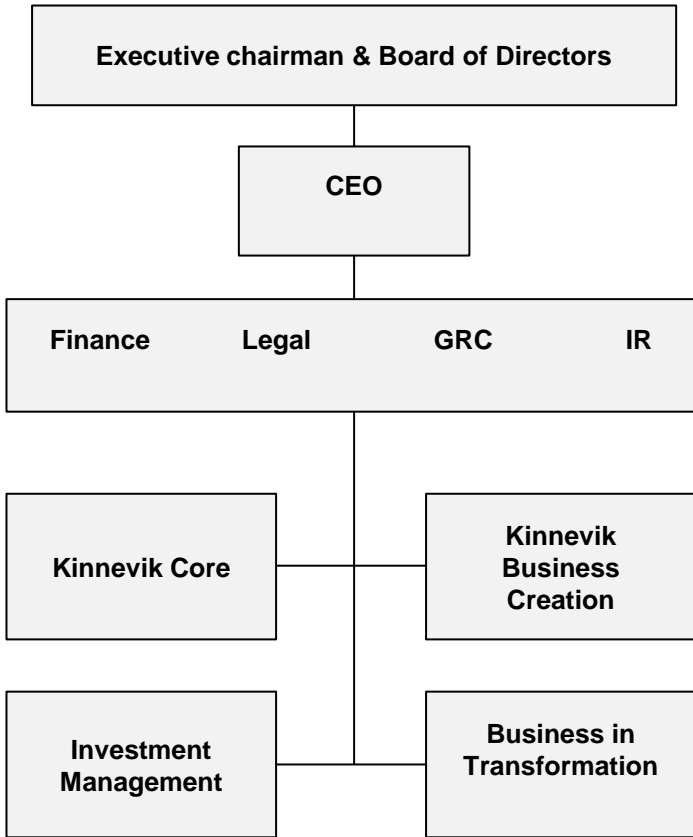 Executive chairman & Board of Directors
CEO
Finance Legal GRC IR
Kinnevik Core
Kinnevik
Business
Creation
Investment
Management
Business in
Transformation